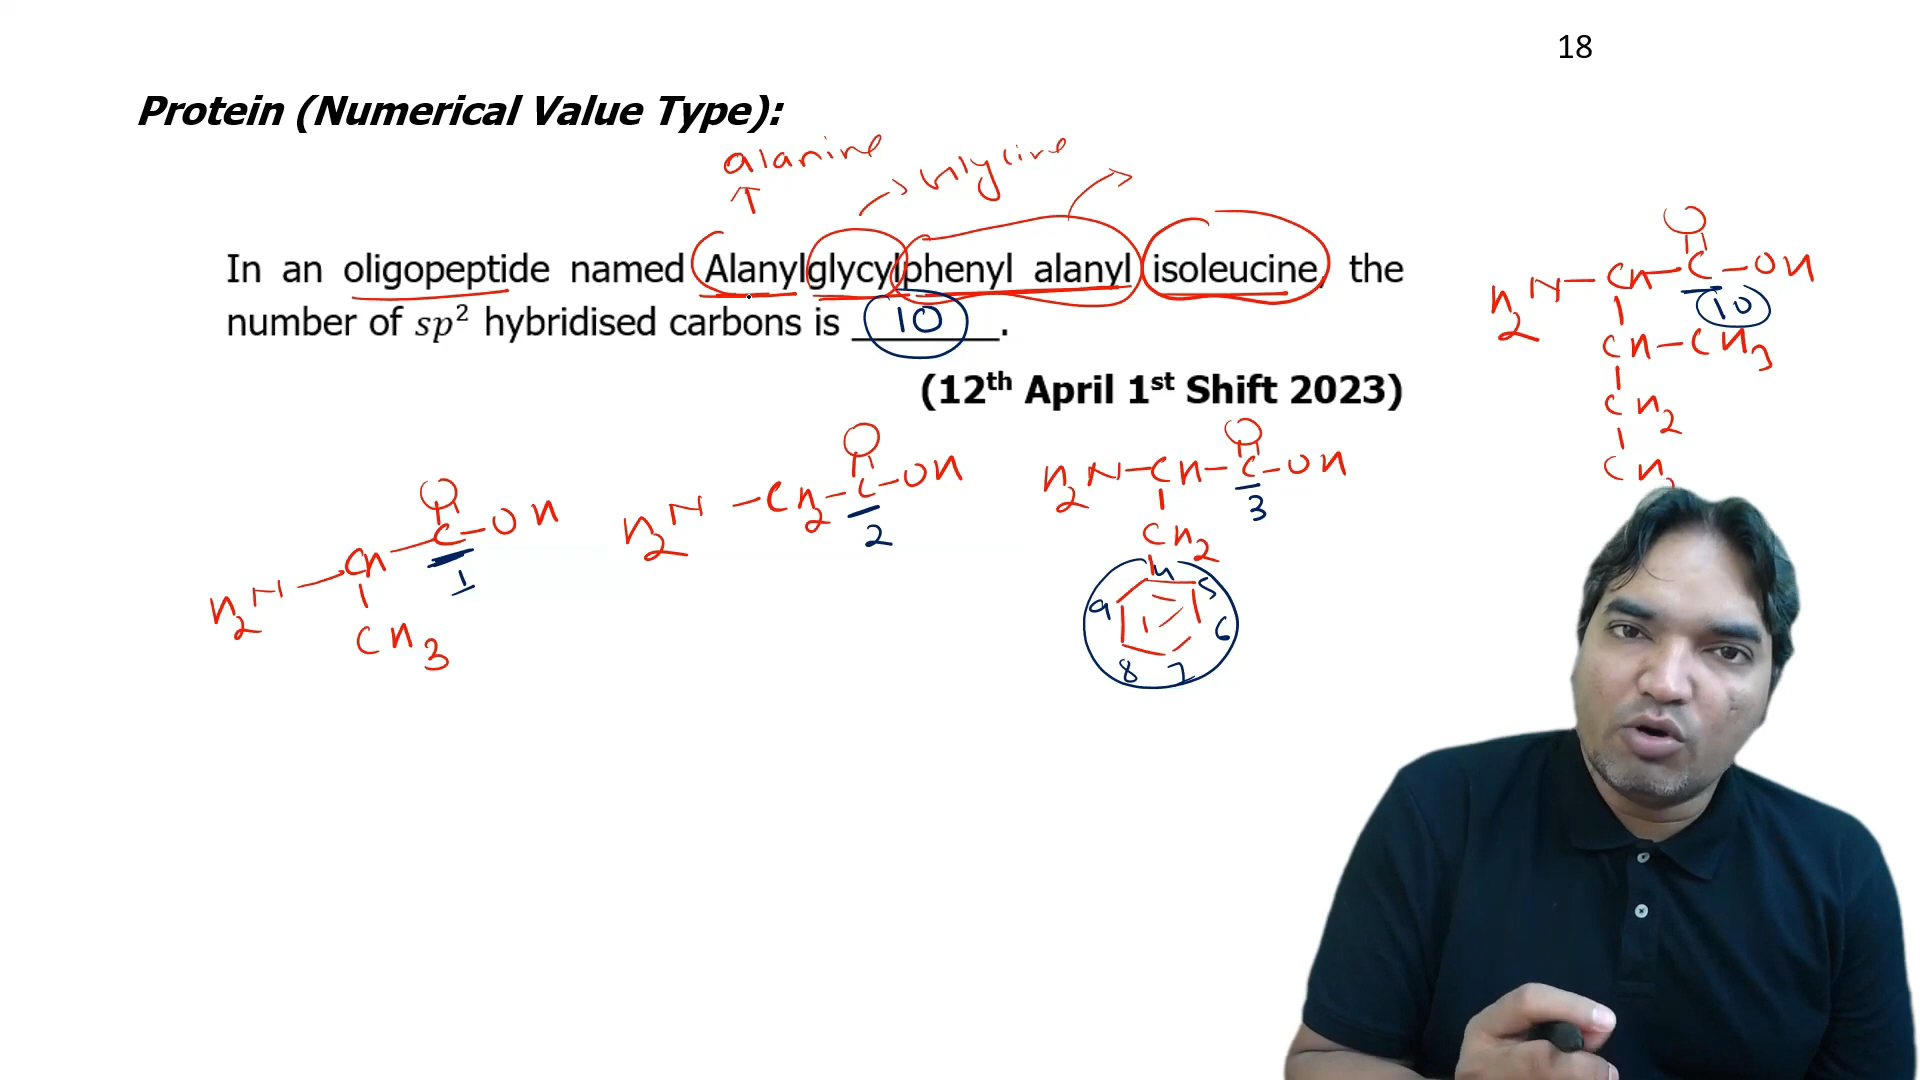 18
Protein (Numerical Value Type):
alanine
Glycine
In an oligopeptide named Alanylglycylphenyl alanyl isoleucine, the
number of sp² hybridised carbons is 10.
(12th April 1st Shift 2023)
O
H₂N-CH-C-OH
10
CH-CH₃
CH₂
CH₃
O
H₂N-CH-C-OH
1
CH₃
O
H₂N-CH₂-C-OH
2
O
H₂N-CH-C-OH
3
CH₂
4
5
6
7
8
9